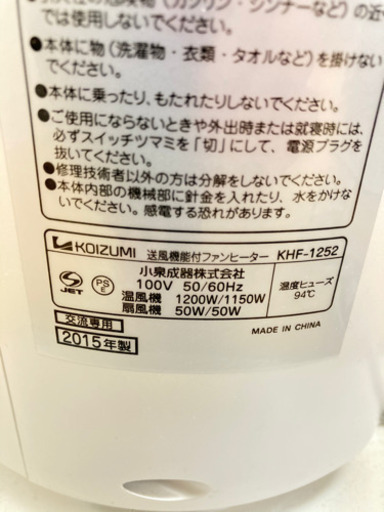 では使用しないでください。
●本体に物(洗濯物・衣類・タオルなど)を掛けない
でください。
●本体に乗ったり、もたれたりしないでください。
●ご使用にならないときや外出時または就寝時には、
必ずスイッチツマミを「切」にして、電源プラグを
抜いてください。
●修理技術者以外の方は分解をしないでください。
●本体内部の機械部に針金を入れたり、水をかけな
いでください。感電する恐れがあります。
KOIZUMI 送風機能付ファンヒーター KHF-1252
小泉成器株式会社
100V 50/60Hz
温風機 1200W/1150W
扇風機 50W/50W
S JET
PS E
温度ヒューズ
94℃
交流専用
2015年製
MADE IN CHINA